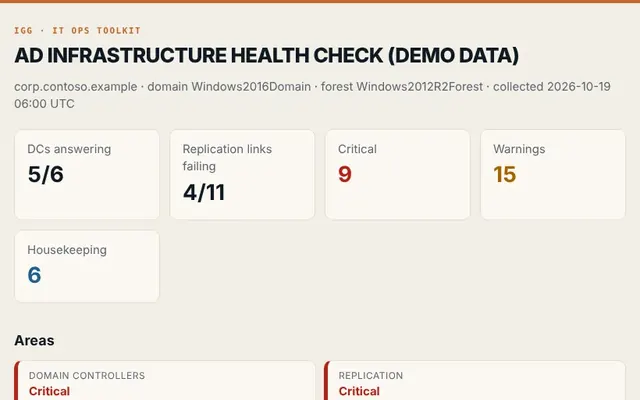 IGG · IT OPS TOOLKIT
AD INFRASTRUCTURE HEALTH CHECK (DEMO DATA)
corp.contoso.example · domain Windows2016Domain · forest Windows2012R2Forest · collected 2026-10-19
06:00 UTC
DCs answering
5/6
Replication links
failing
4/11
Critical
9
Warnings
15
Housekeeping
6
Areas
DOMAIN CONTROLLERS
Critical
REPLICATION
Critical